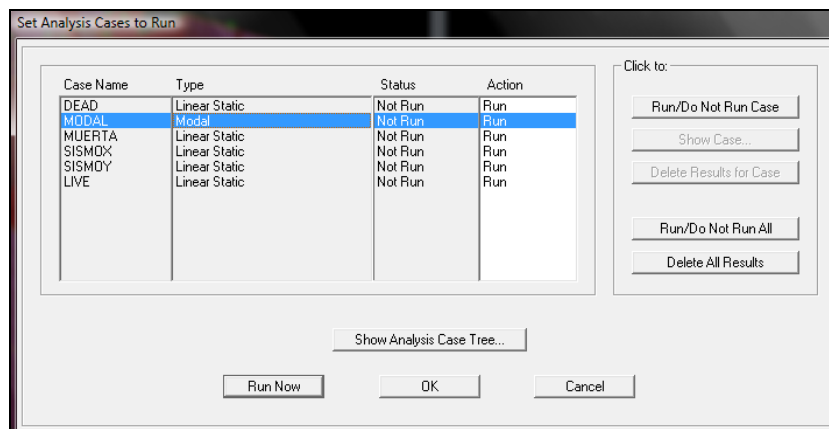 Set Analysis Cases to Run
Case Name Type Status Action
DEAD Linear Static Not Run Run
MODAL Modal Not Run Run
MUERTA Linear Static Not Run Run
SISMOX Linear Static Not Run Run
SISMOY Linear Static Not Run Run
LIVE Linear Static Not Run Run
Click to:
Run/Do Not Run Case
Show Case...
Delete Results for Case
Run/Do Not Run All
Delete All Results
Show Analysis Case Tree...
Run Now OK Cancel